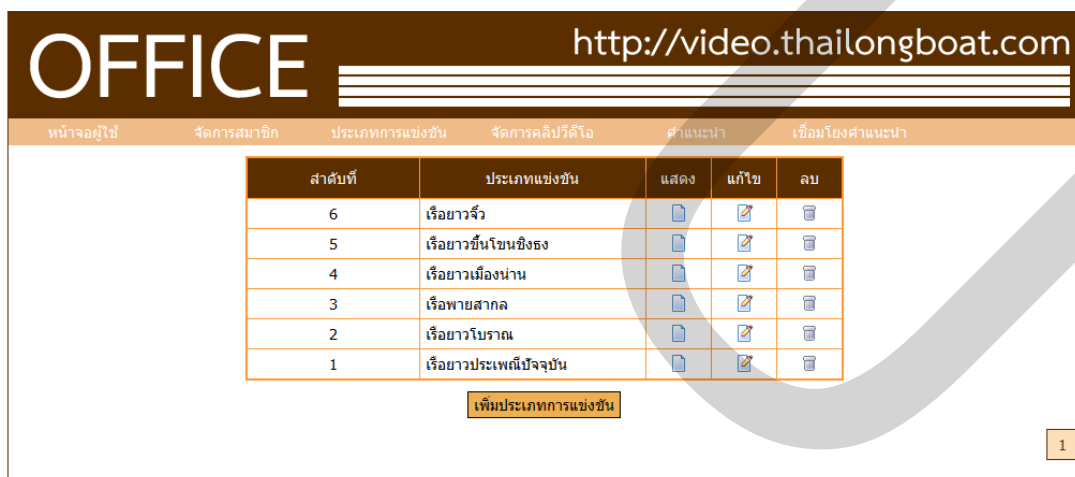 OFFICE http://video.thailongboat.com
หน้าจอผู้ใช้ จัดการสมาชิก ประเภทการแข่งขัน จัดการคลิปวีดีโอ คำแนะนำ เชื่อมโยงคำแนะนำ
ลำดับที่ ประเภทแข่งขัน แสดง แก้ไข ลบ
6 เรือยาวจิ๋ว
5 เรือยาวขึ้นโขนชิงธง
4 เรือยาวเมืองน่าน
3 เรือพายสากล
2 เรือยาวโบราณ
1 เรือยาวประเพณีปัจจุบัน
เพิ่มประเภทการแข่งขัน
1